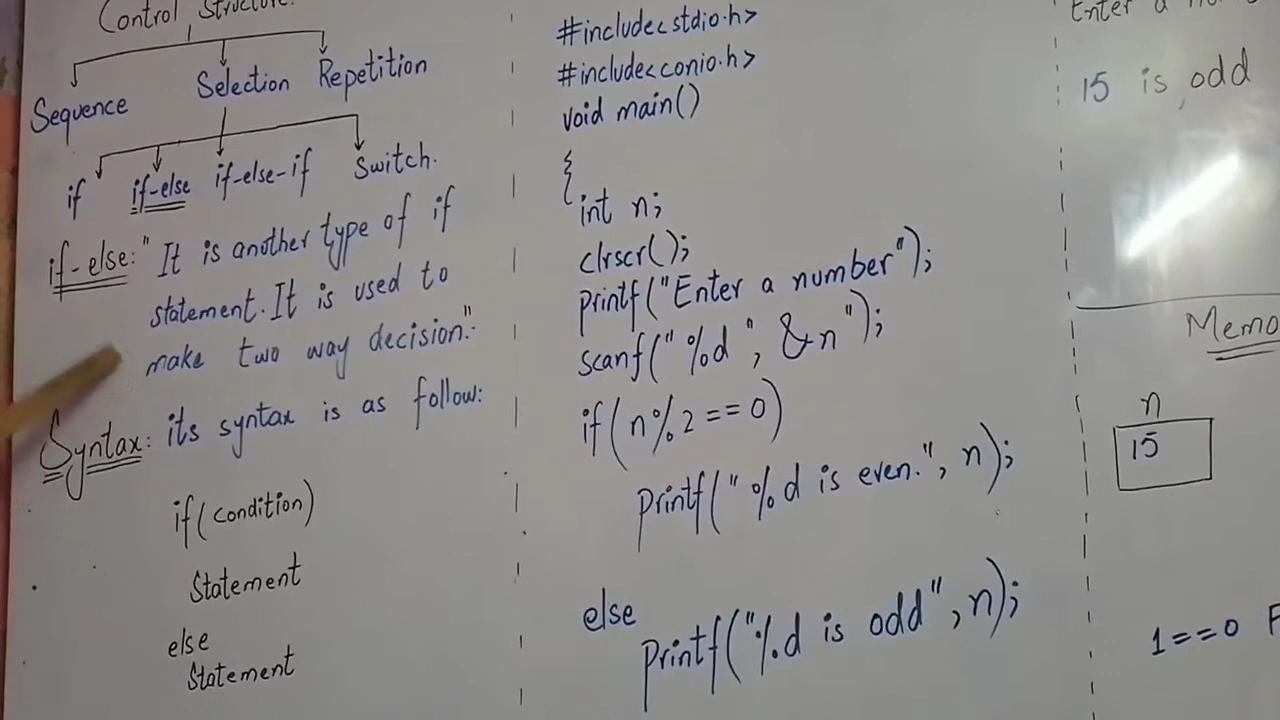 Control Structure:
Sequence Selection Repetition
if if-else if-else-if Switch.
if-else: "It is another type of if
statement. It is used to
make two way decision."
Syntax: its syntax is as follow:
if(condition)
Statement
else
Statement
#include<stdio.h>
#include<conio.h>
void main()
{
int n;
clrscr();
printf("Enter a number");
scanf("%d", &n");
if(n%2==0)
printf("%d is even.", n);
else
printf("%d is odd", n);
Enter a
15 is odd
Memo
n
15
1==0 F